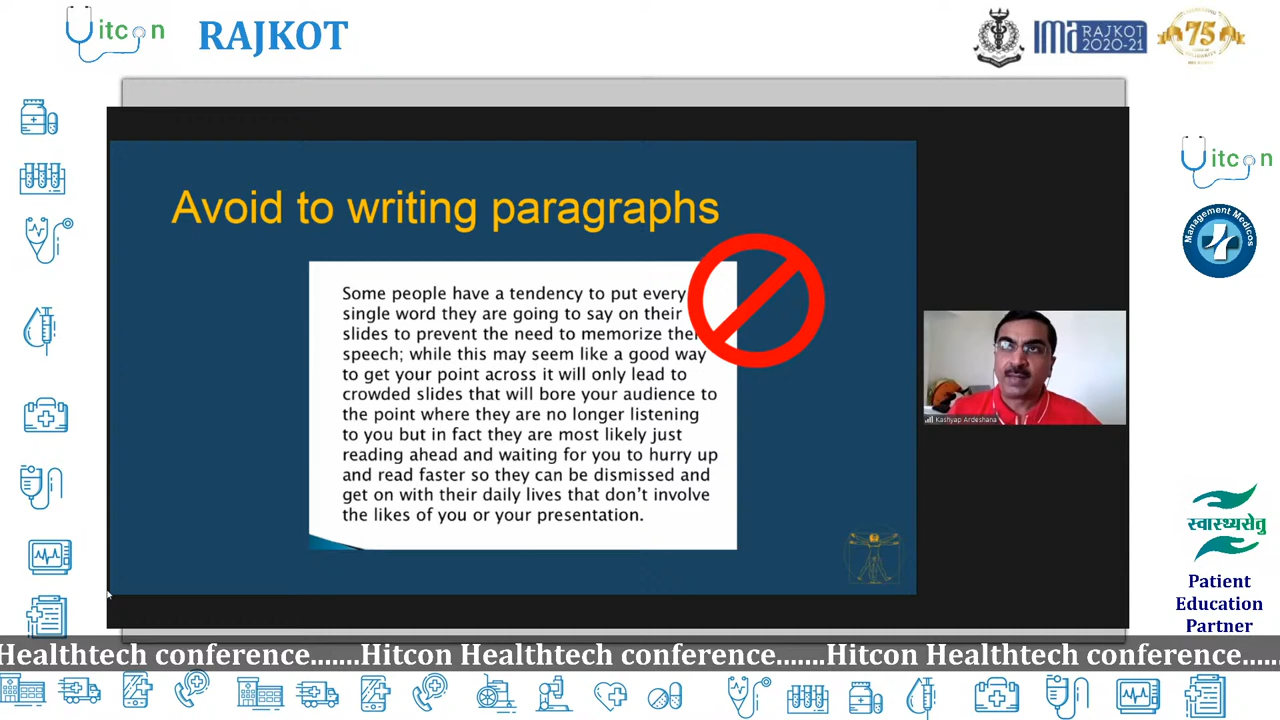 itcon RAJKOT
IMA RAJKOT
2020-21
75
Avoid to writing paragraphs
Some people have a tendency to put every
single word they are going to say on their
slides to prevent the need to memorize their
speech; while this may seem like a good way
to get your point across it will only lead to
crowded slides that will bore your audience to
the point where they are no longer listening
to you but in fact they are most likely just
reading ahead and waiting for you to hurry up
and read faster so they can be dismissed and
get on with their daily lives that don't involve
the likes of you or your presentation.
Kashyap Ardeshana
itcon
Management Medicos
स्वास्थ्यसेतु
Patient
Education
Partner
Healthtech conference.......Hitcon Healthtech conference.......Hitcon Healthtech conference......